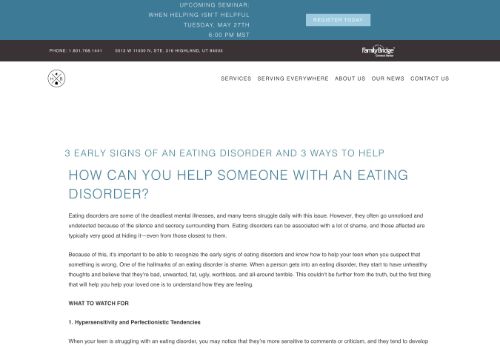 UPCOMING SEMINAR:
WHEN HELPING ISN'T HELPFUL
TUESDAY, MAY 27TH
6:00 PM MST
REGISTER TODAY
PHONE: 1.801.768.1441
5513 W 11000 N, STE. 216 HIGHLAND, UT 84003
FamilyBridge
SERVICES SERVING EVERYWHERE ABOUT US OUR NEWS CONTACT US
3 EARLY SIGNS OF AN EATING DISORDER AND 3 WAYS TO HELP
HOW CAN YOU HELP SOMEONE WITH AN EATING
DISORDER?
Eating disorders are some of the deadliest mental illnesses, and many teens struggle daily with this issue. However, they often go unnoticed and
undetected because of the silence and secrecy surrounding them. Eating disorders can be associated with a lot of shame, and those affected are
typically very good at hiding it—even from those closest to them.
Because of this, it's important to be able to recognize the early signs of eating disorders and know how to help your teen when you suspect that
something is wrong. One of the hallmarks of an eating disorder is shame. When a person gets into an eating disorder, they start to have unhealthy
thoughts and believe that they're bad, unwanted, fat, ugly, worthless, and all-around terrible. This couldn't be further from the truth, but the first thing
that will help you help your loved one is to understand how they are feeling.
WHAT TO WATCH FOR
1. Hypersensitivity and Perfectionistic Tendencies
When your teen is struggling with an eating disorder, you may notice that they're more sensitive to comments or criticism, and they tend to develop